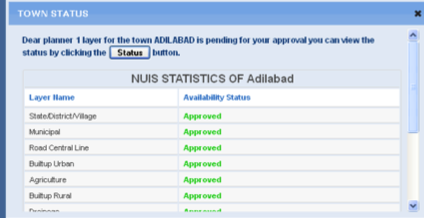 TOWN STATUS
Dear planner 1 layer for the town ADILABAD is pending for your approval you can view the
status by clicking the Status button.
NUIS STATISTICS OF Adilabad
Layer Name Availability Status
State/District/Village Approved
Municipal Approved
Road Central Line Approved
Builtup Urban Approved
Agriculture Approved
Builtup Rural Approved
Drainage Approved